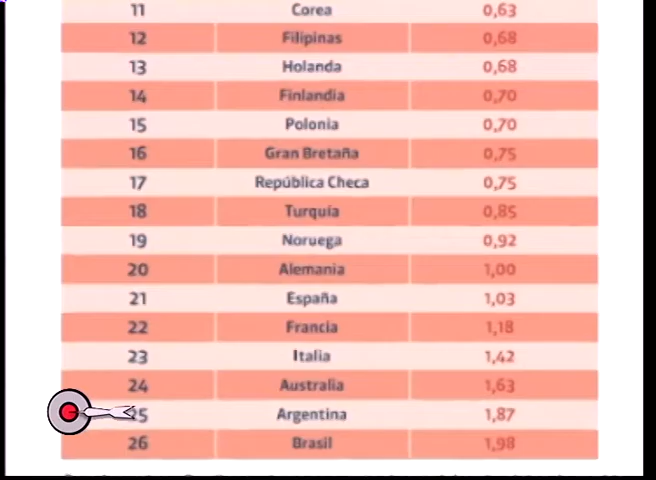 11 Corea 0,63
12 Filipinas 0,68
13 Holanda 0,68
14 Finlandia 0,70
15 Polonia 0,70
16 Gran Bretaña 0,75
17 República Checa 0,75
18 Turquía 0,85
19 Noruega 0,92
20 Alemania 1,00
21 España 1,03
22 Francia 1,18
23 Italia 1,42
24 Australia 1,63
25 Argentina 1,87
26 Brasil 1,98